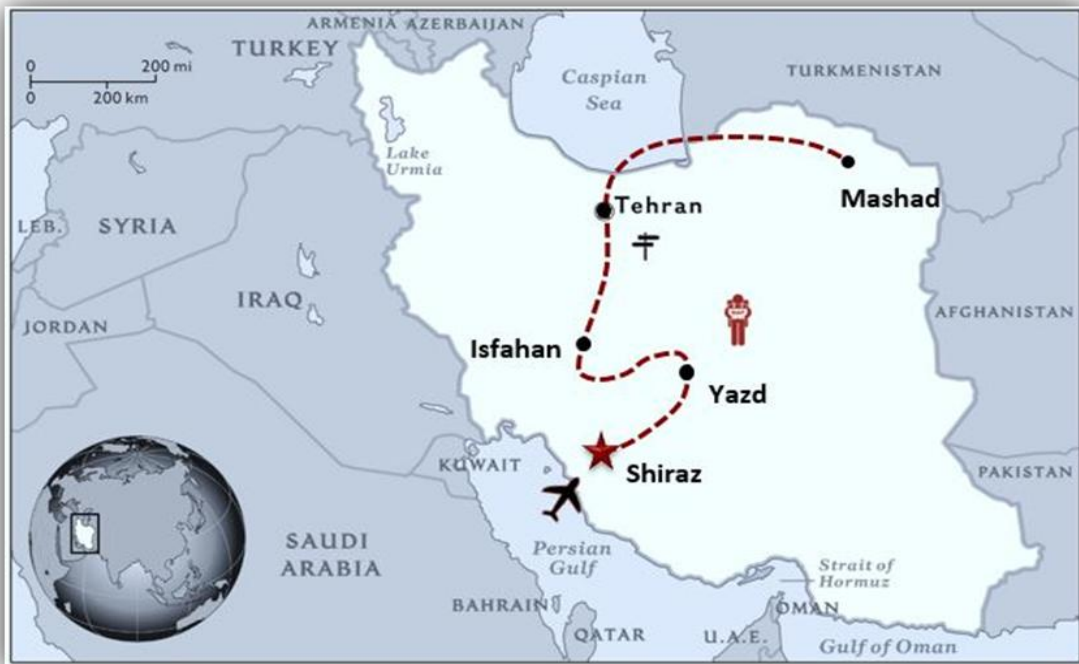 ARMENIA AZERBAIJAN
TURKEY
0 200 mi
0 200 km
Caspian
Sea
TURKMENISTAN
Lake
Urmia
Mashad
Tehran
LEB.
SYRIA
IRAQ
JORDAN
AFGHANISTAN
Isfahan
Yazd
KUWAIT
Shiraz
PAKISTAN
SAUDI
ARABIA
Persian
Gulf
Strait of
Hormuz
BAHRAIN
OMAN
QATAR
U.A.E.
Gulf of Oman